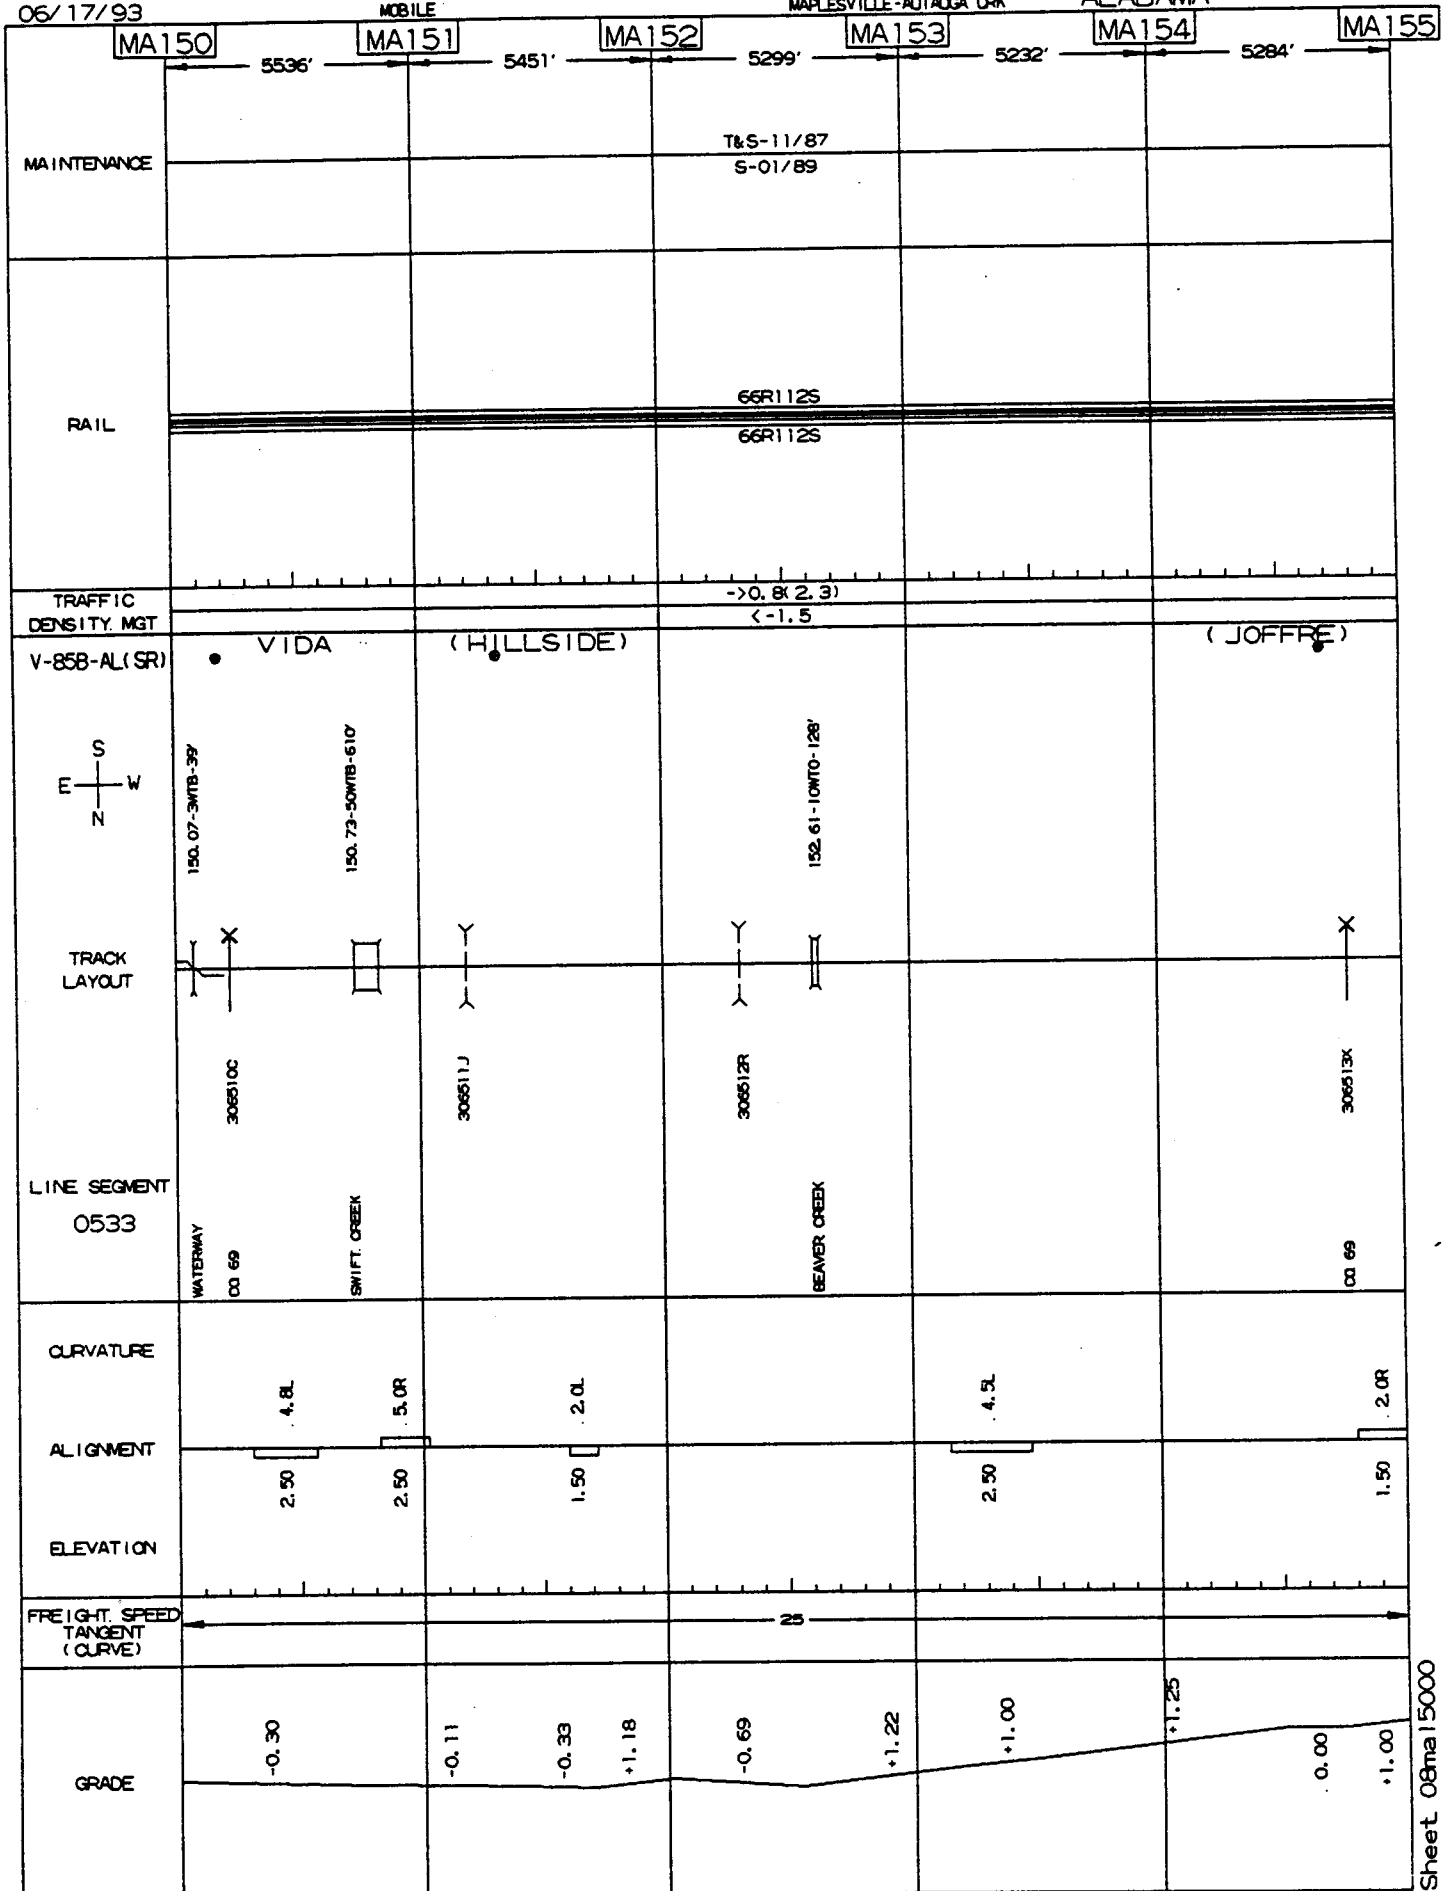 06/17/93 MOBILE MAPLESVILLE-AUTAUGA CRK ALABAMA
MA150 MA151 MA152 MA153 MA154 MA155
5536' 5451' 5299' 5232' 5284'
T&S-11/87
MAINTENANCE
S-01/89
66R112S
RAIL
66R112S
TRAFFIC
DENSITY. MGT
->0.8(2.3)
<-1.5
V-85B-AL(SR)
VIDA (HILLSIDE) (JOFFRE)
S
E W
N
150.07-3WTB-39'
150.73-50WTB-610'
152.61-10WTO-128'
TRACK
LAYOUT
306510C
306511J
306512R
306513X
LINE SEGMENT
0533
WATERWAY
CO 69
SWIFT. CREEK
BEAVER CREEK
CO 69
CURVATURE
4.8L 5.0R 2.0L 4.5L 2.0R
ALIGNMENT
2.50 2.50 1.50 2.50 1.50
ELEVATION
FREIGHT. SPEED
TANGENT
(CURVE)
25
GRADE
-0.30 -0.11 -0.33 +1.18 -0.69 +1.22 +1.00 +1.25 0.00 +1.00
Sheet 08ma15000